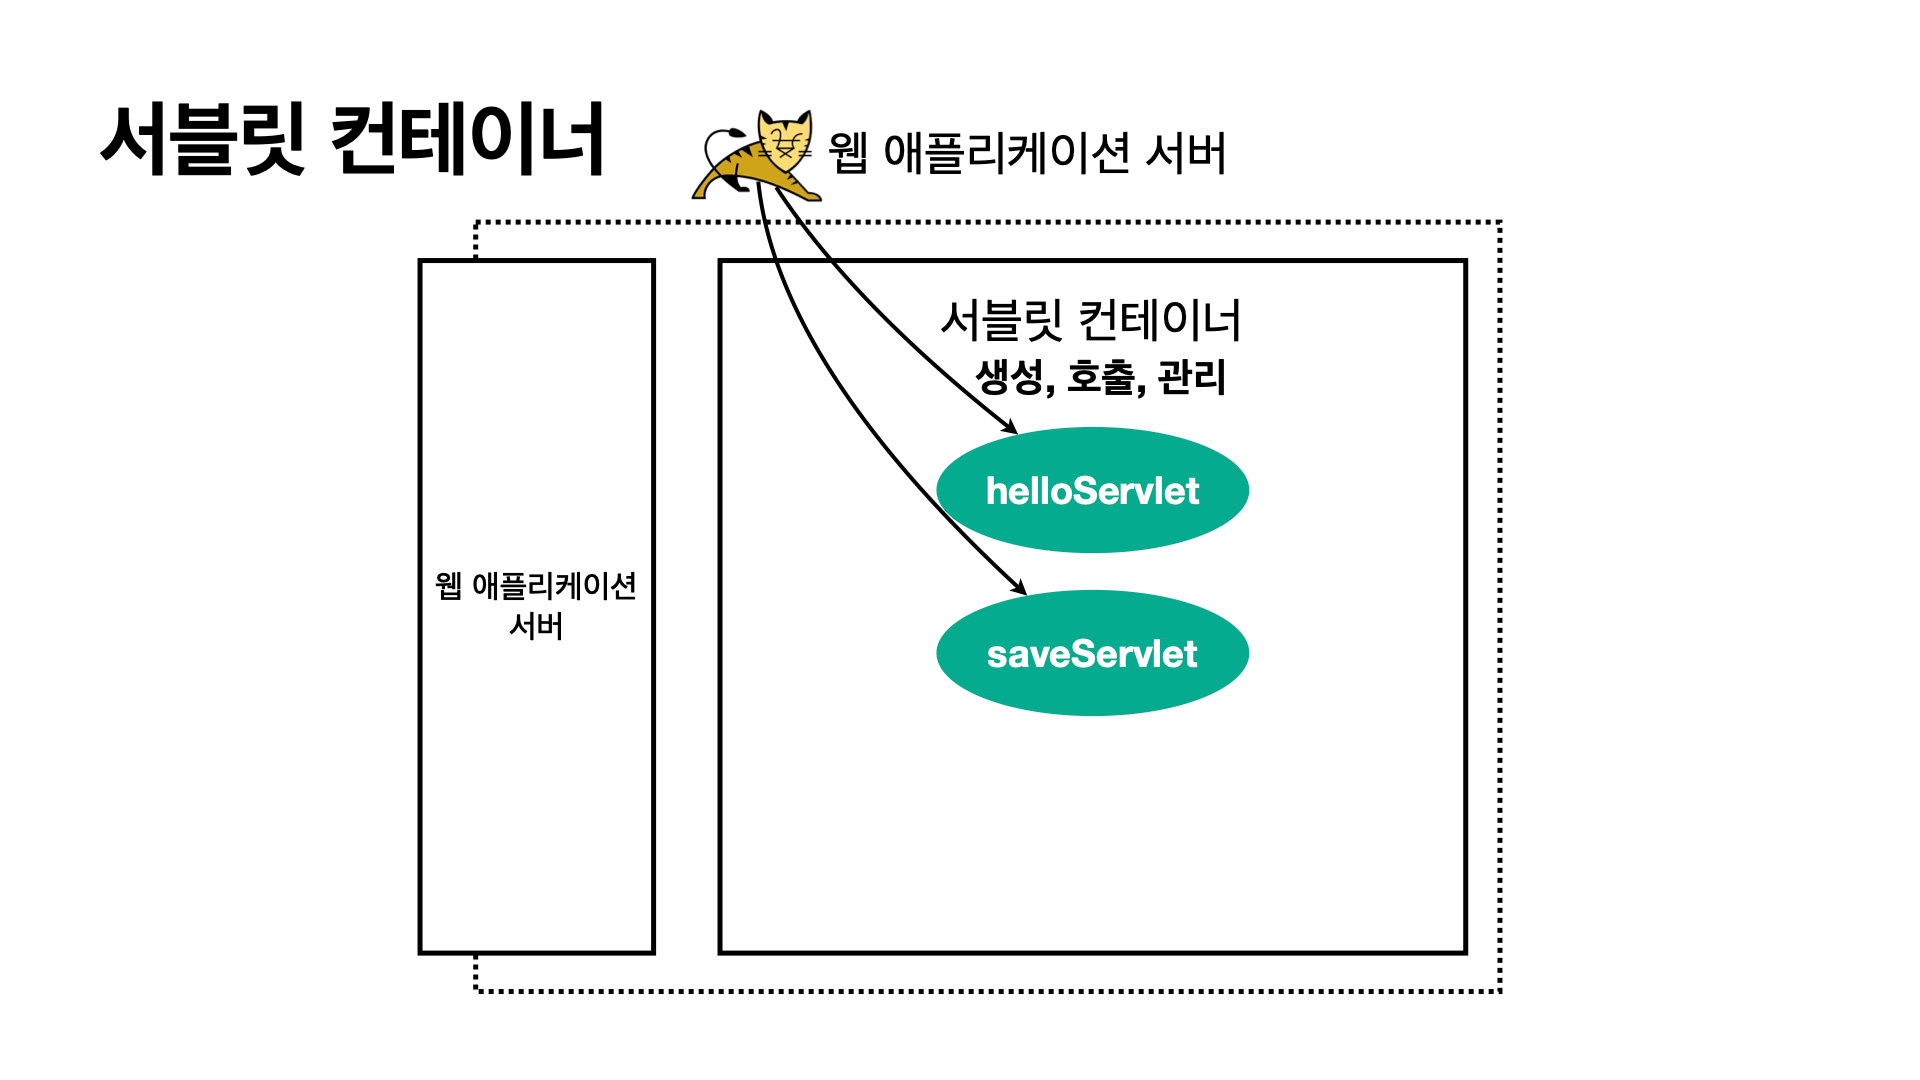 서블릿 컨테이너
웹 애플리케이션 서버
서블릿 컨테이너
생성, 호출, 관리
helloServlet
웹 애플리케이션
서버
saveServlet